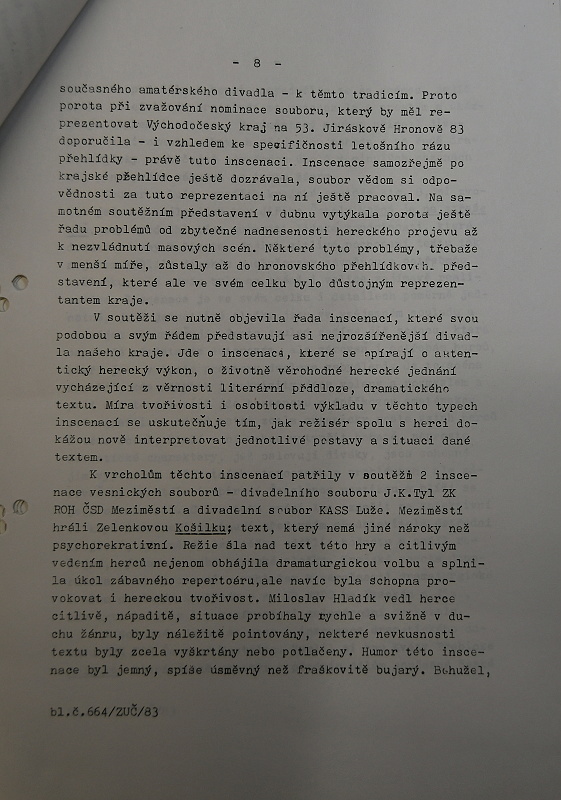 - 8 -
současného amatérského divadla - k těmto tradicím. Proto
porota při zvažování nominace souboru, který by měl re-
prezentovat Východočeský kraj na 53. Jiráskově Hronově 83
doporučila - i vzhledem ke specifičnosti letošního rázu
přehlídky - právě tuto inscenaci. Inscenace samozřejmě po
krajské přehlídce ještě dozrávala, soubor vědom si odpo-
vědnosti za tuto reprezentaci na ní ještě pracoval. Na sa-
motném soutěžním představení v dubnu vytýkala porota ještě
řadu problémů od zbytečné nadnesenosti hereckého projevu až
k nezvládnutí masových scén. Některé tyto problémy, třebaže
v menší míře, zůstaly až do hronovského přehlídkových před-
stavení, které ale ve svém celku bylo důstojným reprezen-
tantem kraje.
V soutěži se nutně objevila řada inscenací, které svou
podobou a svým řádem představují asi nejrozšířenější divad-
la našeho kraje. Jde o inscenací, které se opírají o auten-
tický herecký výkon, o životně věrohodné herecké jednání
vycházející z věrnosti literární přddloze, dramatického
textu. Míra tvořivosti i osobitosti výkladu v těchto typech
inscenací se uskutečňuje tím, jak režisér spolu s herci do-
kážou nově interpretovat jednotlivé postavy a situaci dané
textem.
K vrcholům těchto inscenací patřily v soutěži 2 insce-
nace vesnických souborů - divadelního souboru J.K.Tyl ZK
ROH ČSD Meziměstí a divadelní soubor KASS Luže. Meziměstí
hráli Zelenkovou Košilku; text, který nemá jiné nároky než
psychorekrativní. Režie šla nad text této hry a citlivým
vedením herců nejenom obhájila dramaturgickou volbu a splni-
la úkol zábavného repertoáru,ale navíc byla schopna pro-
vokovat i hereckou tvořivost. Miloslav Hladík vedl herce
citlivě, nápaditě, situace probíhaly rychle a svižně v du-
chu žánru, byly náležitě pointovány, nekteré nevkusnosti
textu byly zcela vyškrtány nebo potlačeny. Humor této insce-
nace byl jemný, spíše úsměvný než fraškovitě bujarý. Bohužel,
bl.č.664/ZUČ/83